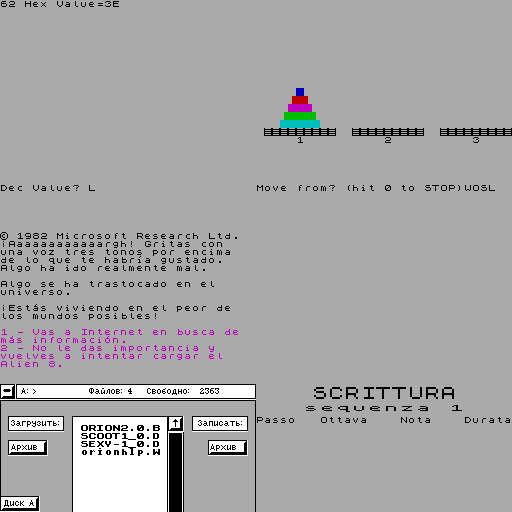 62 Hex Value=3E
Dec Value? L
1 2 3
Move from? (hit 0 to STOP)WOSL
© 1982 Microsoft Research Ltd.
¡Aaaaaaaaaaaargh! Gritas con
una voz tres tonos por encima
de lo que te habría gustado.
Algo ha ido realmente mal.
Algo se ha trastocado en el
universo.
¡Estás viviendo en el peor de
los mundos posibles!
1 - Vas a Internet en busca de
más información.
2 - No le das importancia y
vuelves a intentar cargar el
Alien 8.
A: > Файлов: 4 Свободно: 2363
Загрузить: Записать:
Архив Архив
ORION2.0.B
SCOOT1_0.D
SEXY-1_0.D
orionhlp.W
Диск A
SCRITTURA
sequenza 1
Passo Ottava Nota Durata